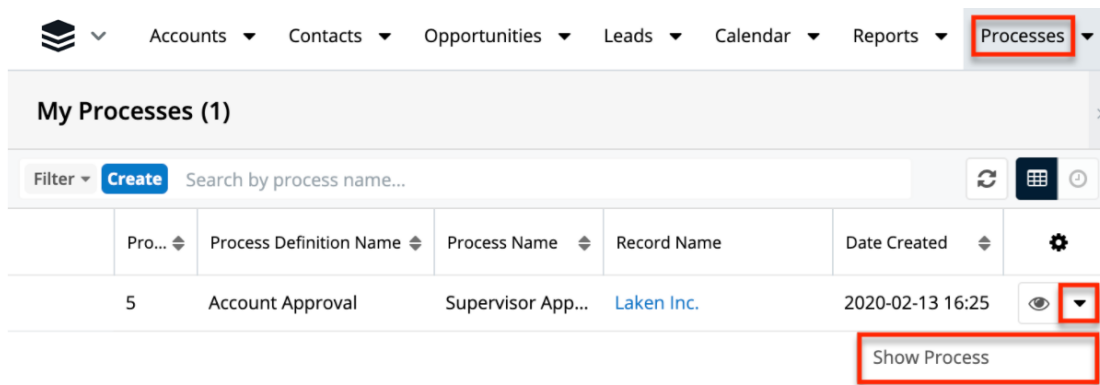 Accounts Contacts Opportunities Leads Calendar Reports Processes
My Processes (1)
Filter Create Search by process name...
Pro... Process Definition Name Process Name Record Name Date Created
5 Account Approval Supervisor App... Laken Inc. 2020-02-13 16:25
Show Process